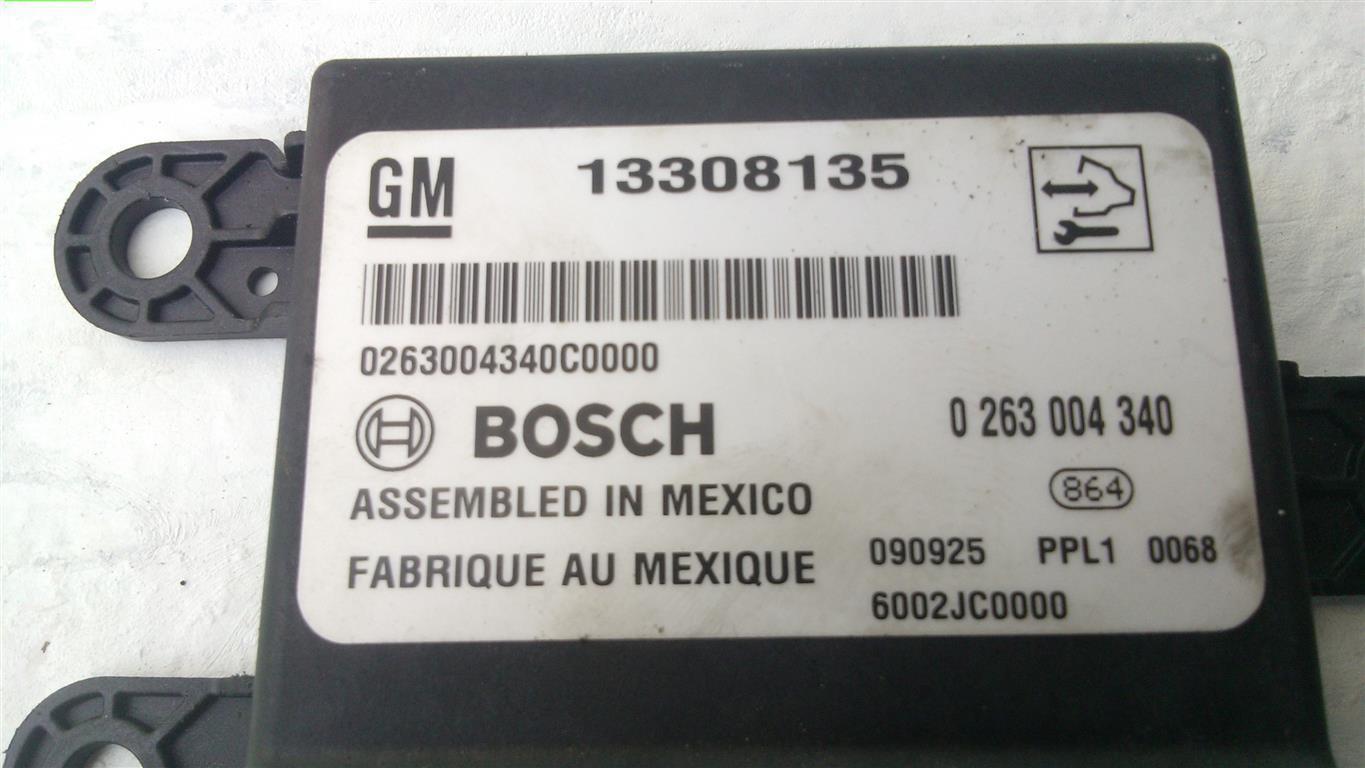 GM 13308135
0263004340C0000
BOSCH 0 263 004 340
ASSEMBLED IN MEXICO 864
FABRIQUE AU MEXIQUE 090925 PPL1 0068
6002JC0000